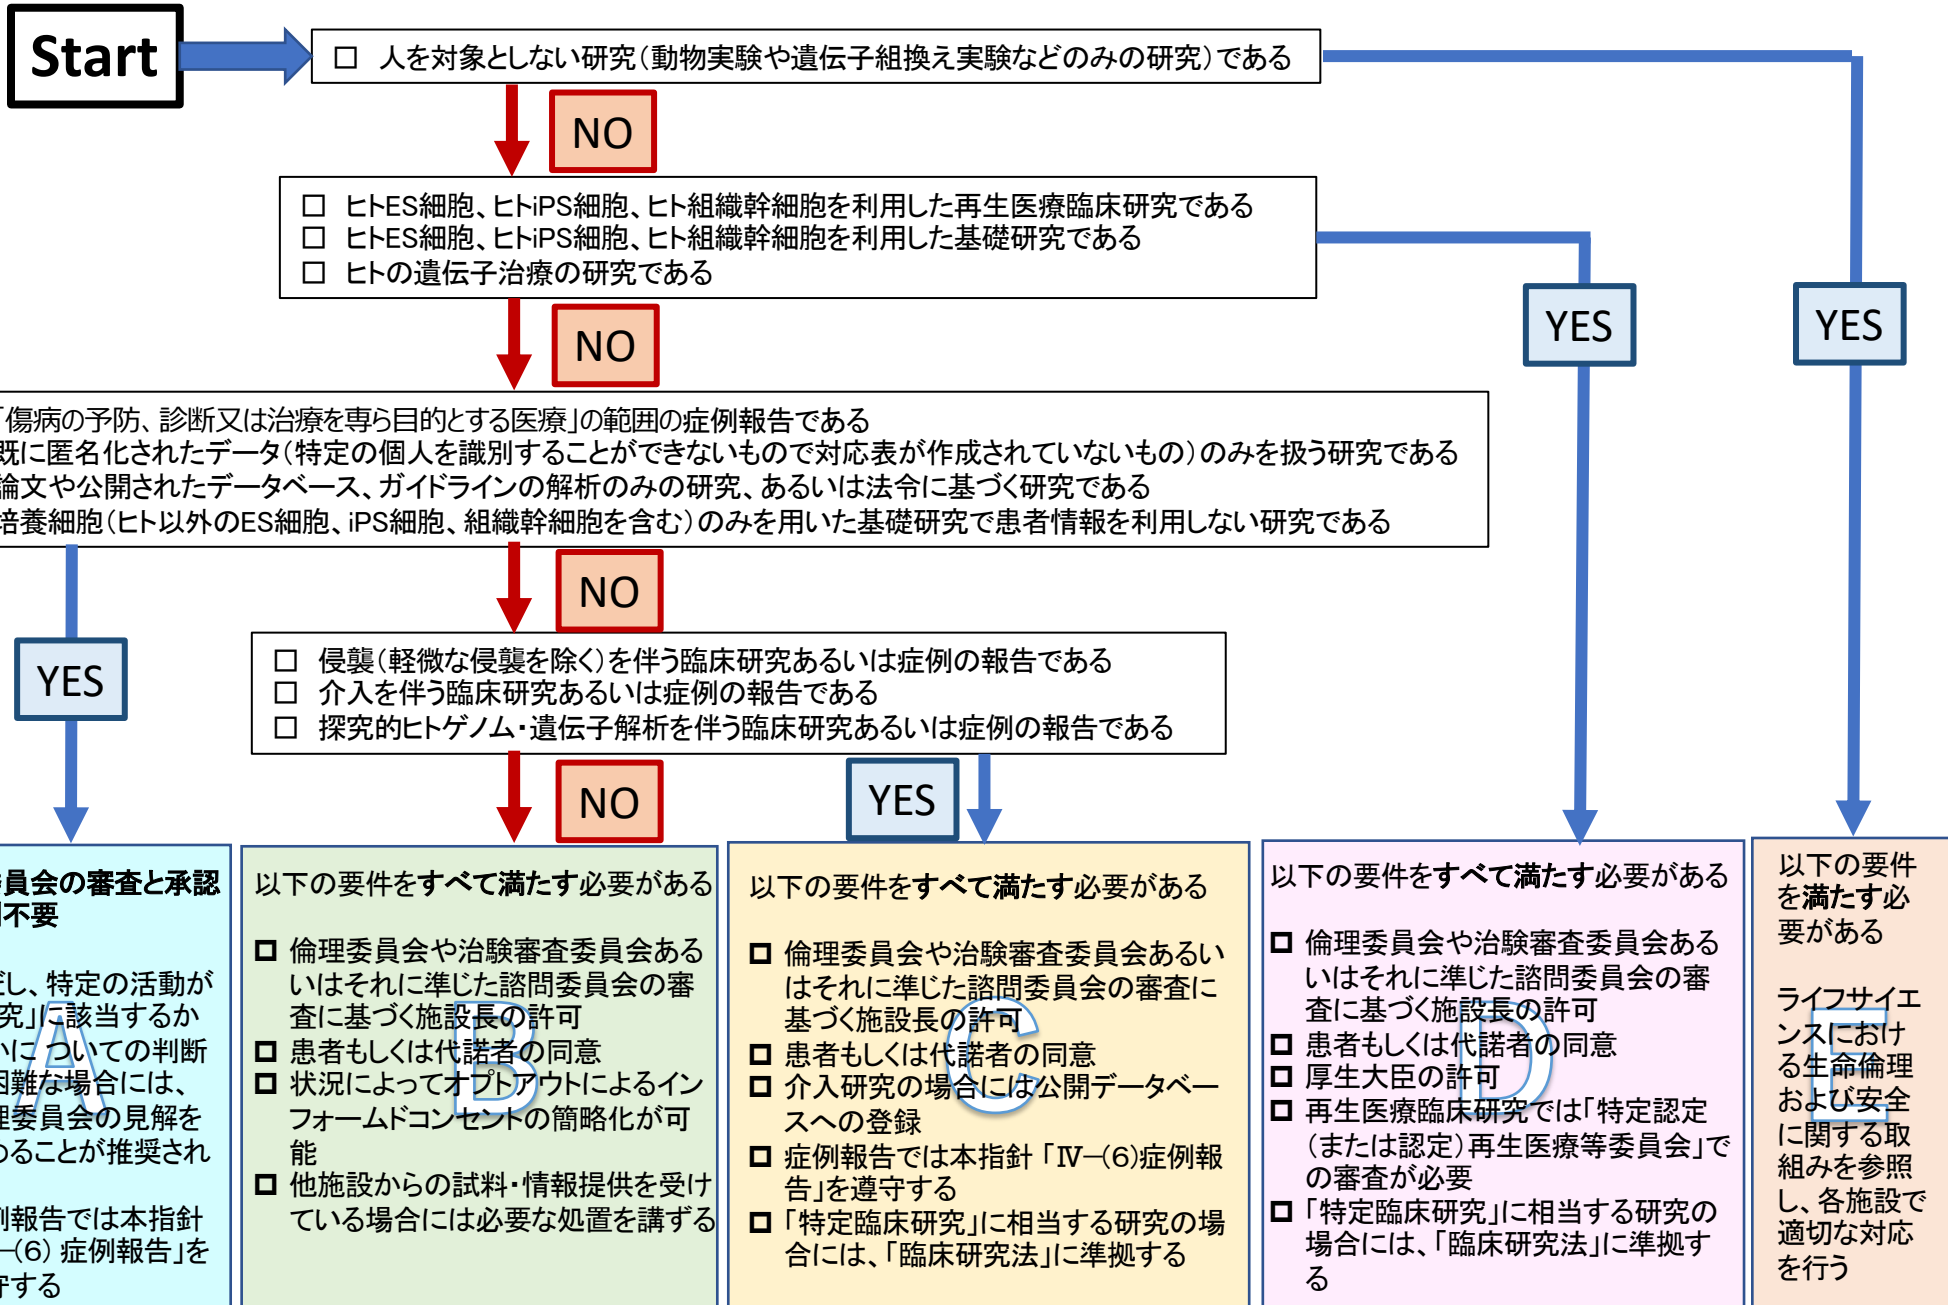 Start
□ 人を対象としない研究(動物実験や遺伝子組換え実験などのみの研究)である
NO
□ ヒトES細胞、ヒトiPS細胞、ヒト組織幹細胞を利用した再生医療臨床研究である
□ ヒトES細胞、ヒトiPS細胞、ヒト組織幹細胞を利用した基礎研究である
□ ヒトの遺伝子治療の研究である
YES
YES
NO
「傷病の予防、診断又は治療を専ら目的とする医療」の範囲の症例報告である
既に匿名化されたデータ(特定の個人を識別することができないもので対応表が作成されていないもの)のみを扱う研究である
論文や公開されたデータベース、ガイドラインの解析のみの研究、あるいは法令に基づく研究である
培養細胞(ヒト以外のES細胞、iPS細胞、組織幹細胞を含む)のみを用いた基礎研究で患者情報を利用しない研究である
NO
YES
□ 侵襲(軽微な侵襲を除く)を伴う臨床研究あるいは症例の報告である
□ 介入を伴う臨床研究あるいは症例の報告である
□ 探究的ヒトゲノム・遺伝子解析を伴う臨床研究あるいは症例の報告である
NO
YES
員会の審査と承認
不要
し、特定の活動が
究」に該当するか
いに ついての判断
困難な場合には、
理委員会の見解を
めることが推奨され
例報告では本指針
―(6) 症例報告」を
守する
A
以下の要件をすべて満たす必要がある
□ 倫理委員会や治験審査委員会ある
いはそれに準じた諮問委員会の審
査に基づく施設長の許可
□ 患者もしくは代諾者の同意
□ 状況によってオプトアウトによるイン
フォームドコンセントの簡略化が可
能
□ 他施設からの試料・情報提供を受け
ている場合には必要な処置を講ずる
B
以下の要件をすべて満たす必要がある
□ 倫理委員会や治験審査委員会あるい
はそれに準じた諮問委員会の審査に
基づく施設長の許可
□ 患者もしくは代諾者の同意
□ 介入研究の場合には公開データベー
スへの登録
□ 症例報告では本指針 「Ⅳ―(6)症例報
告」を遵守する
□ 「特定臨床研究」に相当する研究の場
合には、「臨床研究法」に準拠する
C
以下の要件をすべて満たす必要がある
□ 倫理委員会や治験審査委員会ある
いはそれに準じた諮問委員会の審
査に基づく施設長の許可
□ 患者もしくは代諾者の同意
□ 厚生大臣の許可
□ 再生医療臨床研究では「特定認定
(または認定)再生医療等委員会」で
の審査が必要
□ 「特定臨床研究」に相当する研究の
場合には、「臨床研究法」に準拠す
る
D
以下の要件
を満たす必
要がある
ライフサイエ
ンスにおけ
る生命倫理
および安全
に関する取
組みを参照
し、各施設で
適切な対応
を行う
E